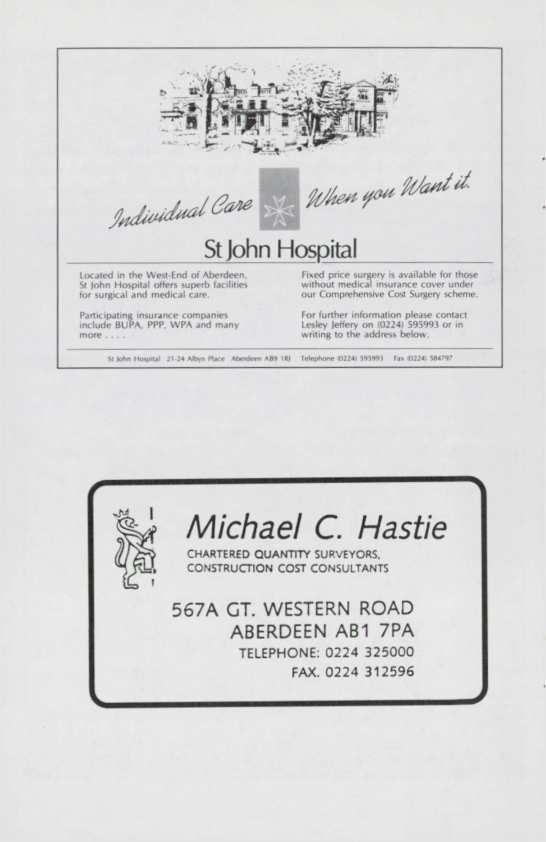 Individual Care When you Want it.
St John Hospital
Located in the West-End of Aberdeen,
St John Hospital offers superb facilities
for surgical and medical care.
Participating insurance companies
include BUPA, PPP, WPA and many
more . . . .
Fixed price surgery is available for those
without medical insurance cover under
our Comprehensive Cost Surgery scheme.
For further information please contact
Lesley Jeffery on (0224) 595993 or in
writing to the address below.
St John Hospital 21-24 Albyn Place Aberdeen AB9 1RJ Telephone (0224) 595993 Fax (0224) 584797
Michael C. Hastie
CHARTERED QUANTITY SURVEYORS,
CONSTRUCTION COST CONSULTANTS
567A GT. WESTERN ROAD
ABERDEEN AB1 7PA
TELEPHONE: 0224 325000
FAX. 0224 312596